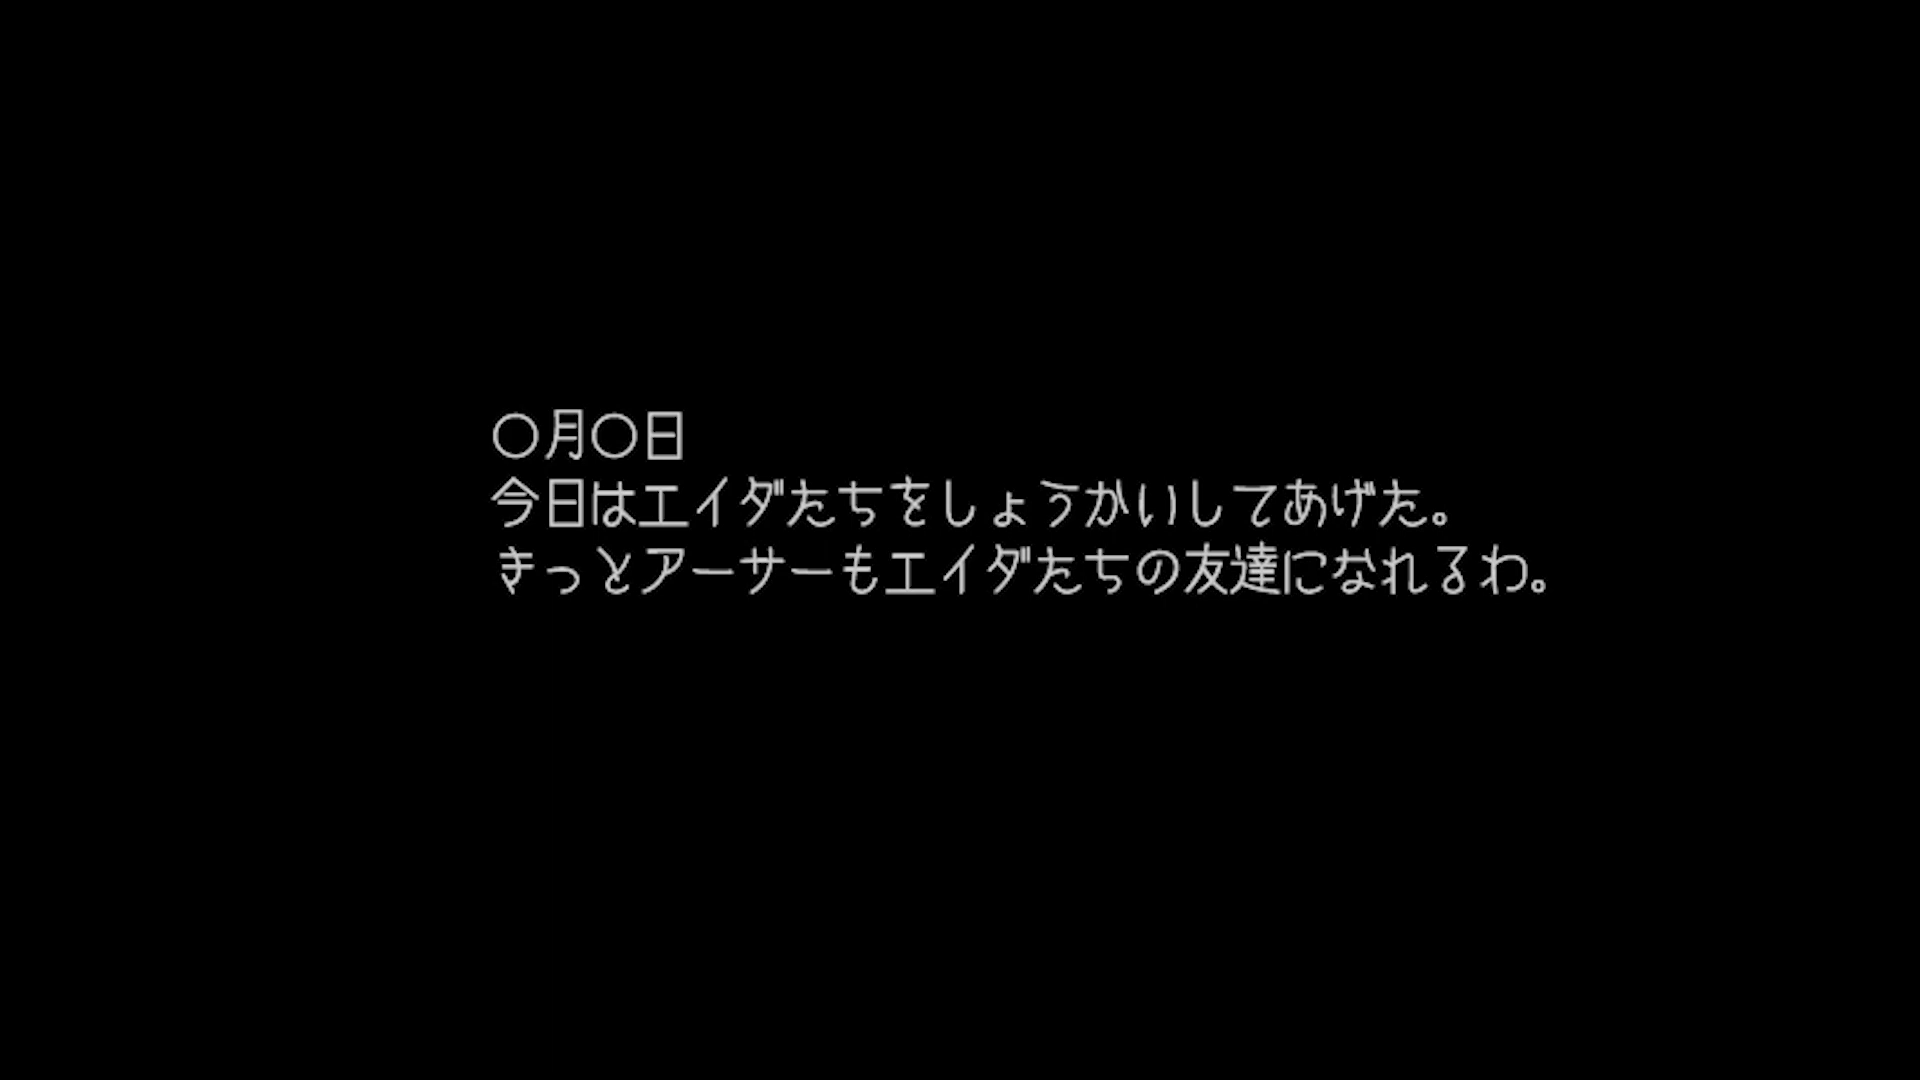 〇月〇日
今日はエイダたちをしょうかいしてあげた。
きっとアーサーもエイダたちの友達になれるわ。